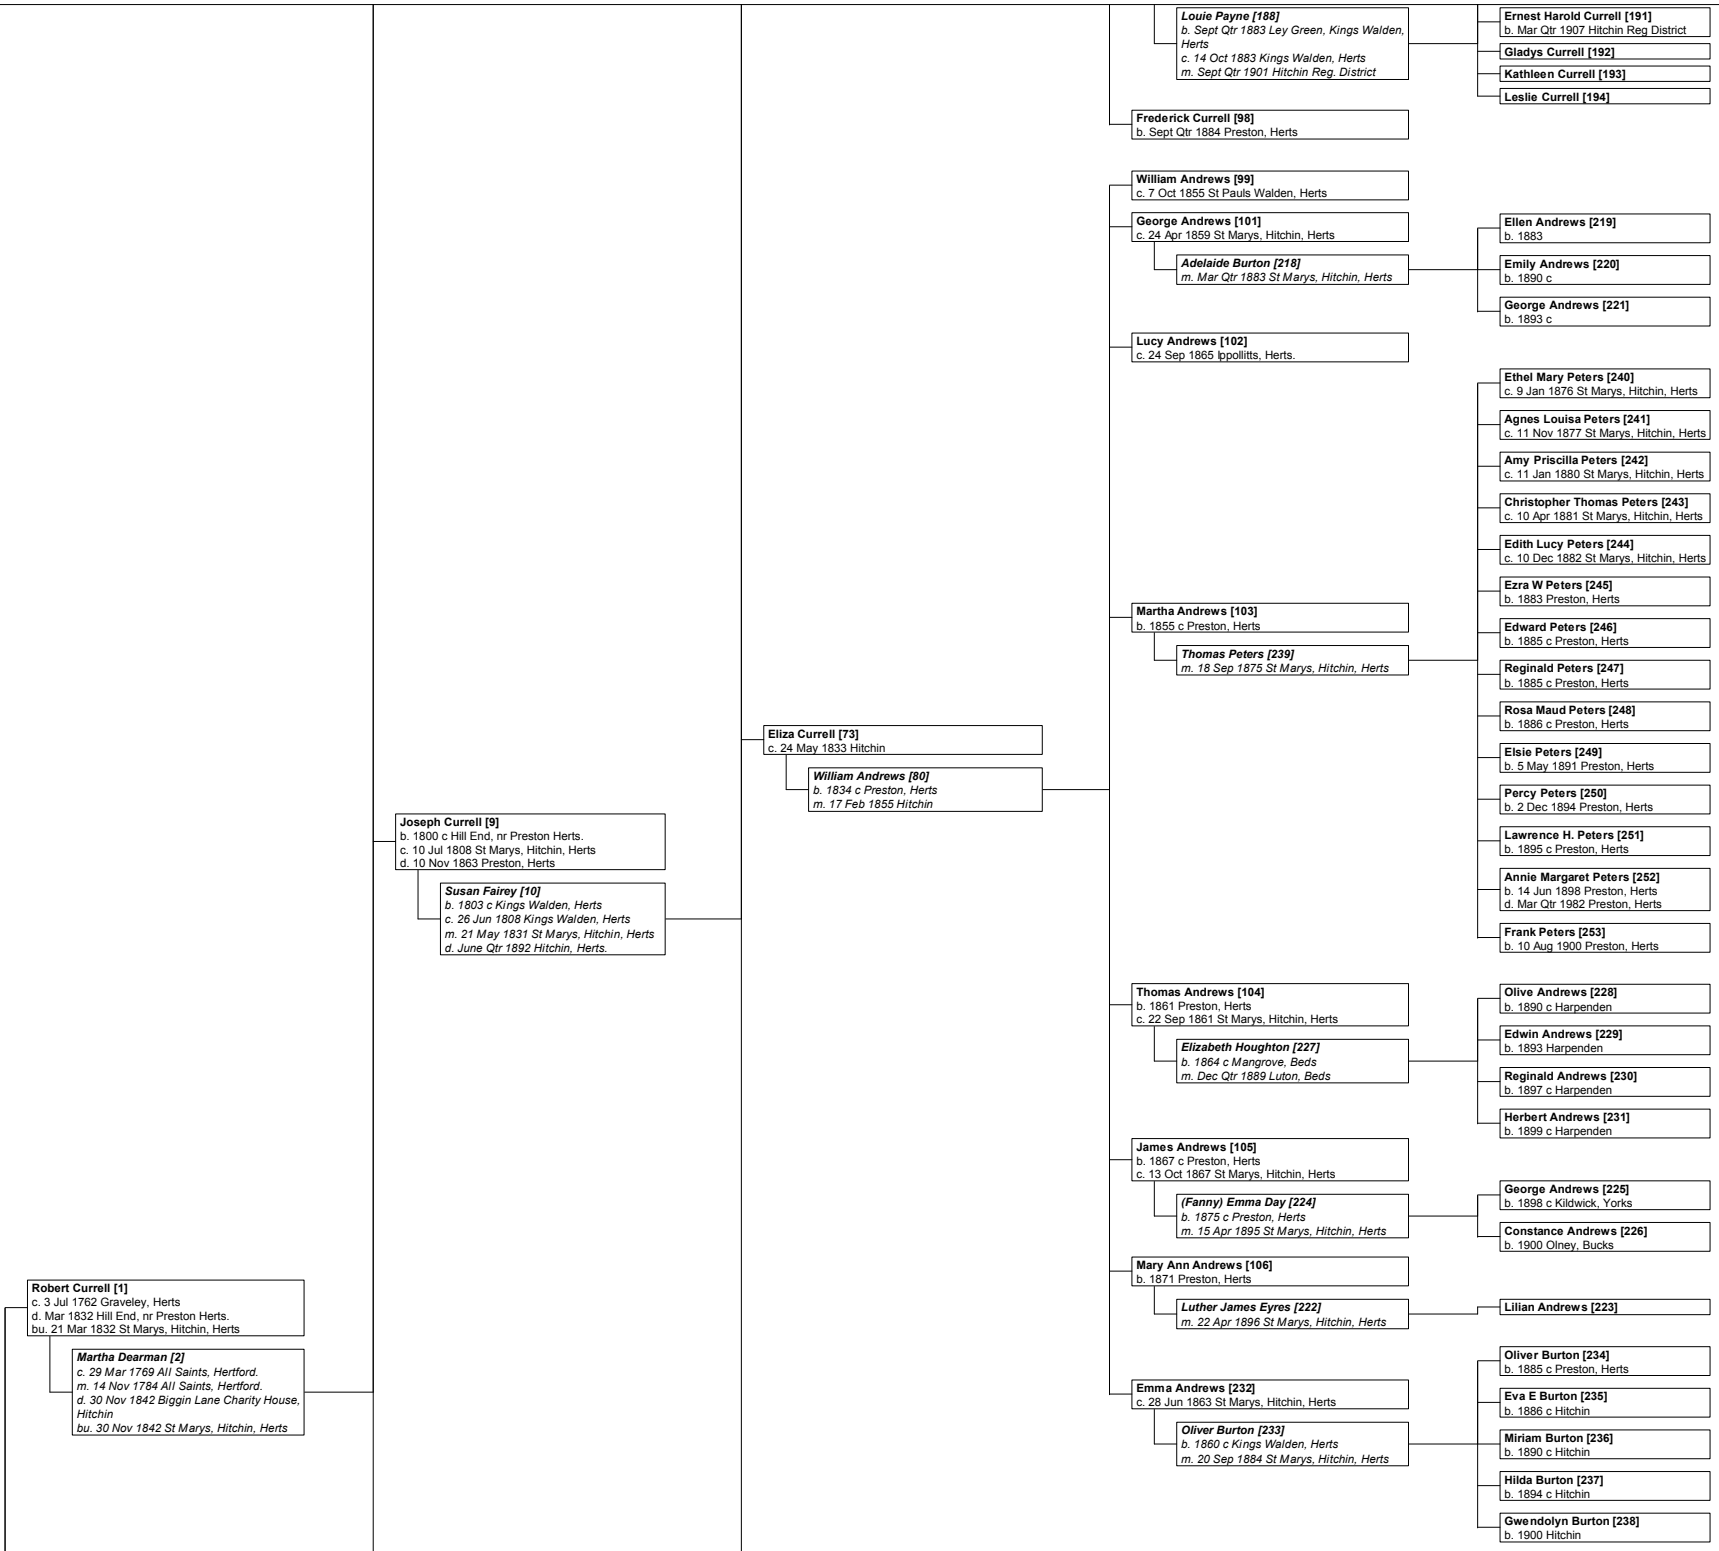 Louie Payne [188]
b. Sept Qtr 1883 Ley Green, Kings Walden,
Herts
c. 14 Oct 1883 Kings Walden, Herts
m. Sept Qtr 1901 Hitchin Reg. District
Ernest Harold Currell [191]
b. Mar Qtr 1907 Hitchin Reg District
Gladys Currell [192]
Kathleen Currell [193]
Leslie Currell [194]
Frederick Currell [98]
b. Sept Qtr 1884 Preston, Herts
William Andrews [99]
c. 7 Oct 1855 St Pauls Walden, Herts
George Andrews [101]
c. 24 Apr 1859 St Marys, Hitchin, Herts
Adelaide Burton [218]
m. Mar Qtr 1883 St Marys, Hitchin, Herts
Ellen Andrews [219]
b. 1883
Emily Andrews [220]
b. 1890 c
George Andrews [221]
b. 1893 c
Lucy Andrews [102]
c. 24 Sep 1865 Ippollitts, Herts.
Ethel Mary Peters [240]
c. 9 Jan 1876 St Marys, Hitchin, Herts
Agnes Louisa Peters [241]
c. 11 Nov 1877 St Marys, Hitchin, Herts
Amy Priscilla Peters [242]
c. 11 Jan 1880 St Marys, Hitchin, Herts
Christopher Thomas Peters [243]
c. 10 Apr 1881 St Marys, Hitchin, Herts
Edith Lucy Peters [244]
c. 10 Dec 1882 St Marys, Hitchin, Herts
Ezra W Peters [245]
b. 1883 Preston, Herts
Martha Andrews [103]
b. 1855 c Preston, Herts
Thomas Peters [239]
m. 18 Sep 1875 St Marys, Hitchin, Herts
Edward Peters [246]
b. 1885 c Preston, Herts
Reginald Peters [247]
b. 1885 c Preston, Herts
Rosa Maud Peters [248]
b. 1886 c Preston, Herts
Elsie Peters [249]
b. 5 May 1891 Preston, Herts
Percy Peters [250]
b. 2 Dec 1894 Preston, Herts
Lawrence H. Peters [251]
b. 1895 c Preston, Herts
Annie Margaret Peters [252]
b. 14 Jun 1898 Preston, Herts
d. Mar Qtr 1982 Preston, Herts
Frank Peters [253]
b. 10 Aug 1900 Preston, Herts
Eliza Currell [73]
c. 24 May 1833 Hitchin
William Andrews [80]
b. 1834 c Preston, Herts
m. 17 Feb 1855 Hitchin
Joseph Currell [9]
b. 1800 c Hill End, nr Preston Herts.
c. 10 Jul 1808 St Marys, Hitchin, Herts
d. 10 Nov 1863 Preston, Herts
Susan Fairey [10]
b. 1803 c Kings Walden, Herts
c. 26 Jun 1808 Kings Walden, Herts
m. 21 May 1831 St Marys, Hitchin, Herts
d. June Qtr 1892 Hitchin, Herts.
Thomas Andrews [104]
b. 1861 Preston, Herts
c. 22 Sep 1861 St Marys, Hitchin, Herts
Elizabeth Houghton [227]
b. 1864 c Mangrove, Beds
m. Dec Qtr 1889 Luton, Beds
Olive Andrews [228]
b. 1890 c Harpenden
Edwin Andrews [229]
b. 1893 Harpenden
Reginald Andrews [230]
b. 1897 c Harpenden
Herbert Andrews [231]
b. 1899 c Harpenden
James Andrews [105]
b. 1867 c Preston, Herts
c. 13 Oct 1867 St Marys, Hitchin, Herts
(Fanny) Emma Day [224]
b. 1875 c Preston, Herts
m. 15 Apr 1895 St Marys, Hitchin, Herts
George Andrews [225]
b. 1898 c Kildwick, Yorks
Constance Andrews [226]
b. 1900 Olney, Bucks
Mary Ann Andrews [106]
b. 1871 Preston, Herts
Luther James Eyres [222]
m. 22 Apr 1896 St Marys, Hitchin, Herts
Lilian Andrews [223]
Robert Currell [1]
c. 3 Jul 1762 Graveley, Herts
d. Mar 1832 Hill End, nr Preston Herts.
bu. 21 Mar 1832 St Marys, Hitchin, Herts
Martha Dearman [2]
c. 29 Mar 1769 All Saints, Hertford.
m. 14 Nov 1784 All Saints, Hertford.
d. 30 Nov 1842 Biggin Lane Charity House,
Hitchin
bu. 30 Nov 1842 St Marys, Hitchin, Herts
Emma Andrews [232]
c. 28 Jun 1863 St Marys, Hitchin, Herts
Oliver Burton [233]
b. 1860 c Kings Walden, Herts
m. 20 Sep 1884 St Marys, Hitchin, Herts
Oliver Burton [234]
b. 1885 c Preston, Herts
Eva E Burton [235]
b. 1886 c Hitchin
Miriam Burton [236]
b. 1890 c Hitchin
Hilda Burton [237]
b. 1894 c Hitchin
Gwendolyn Burton [238]
b. 1900 Hitchin